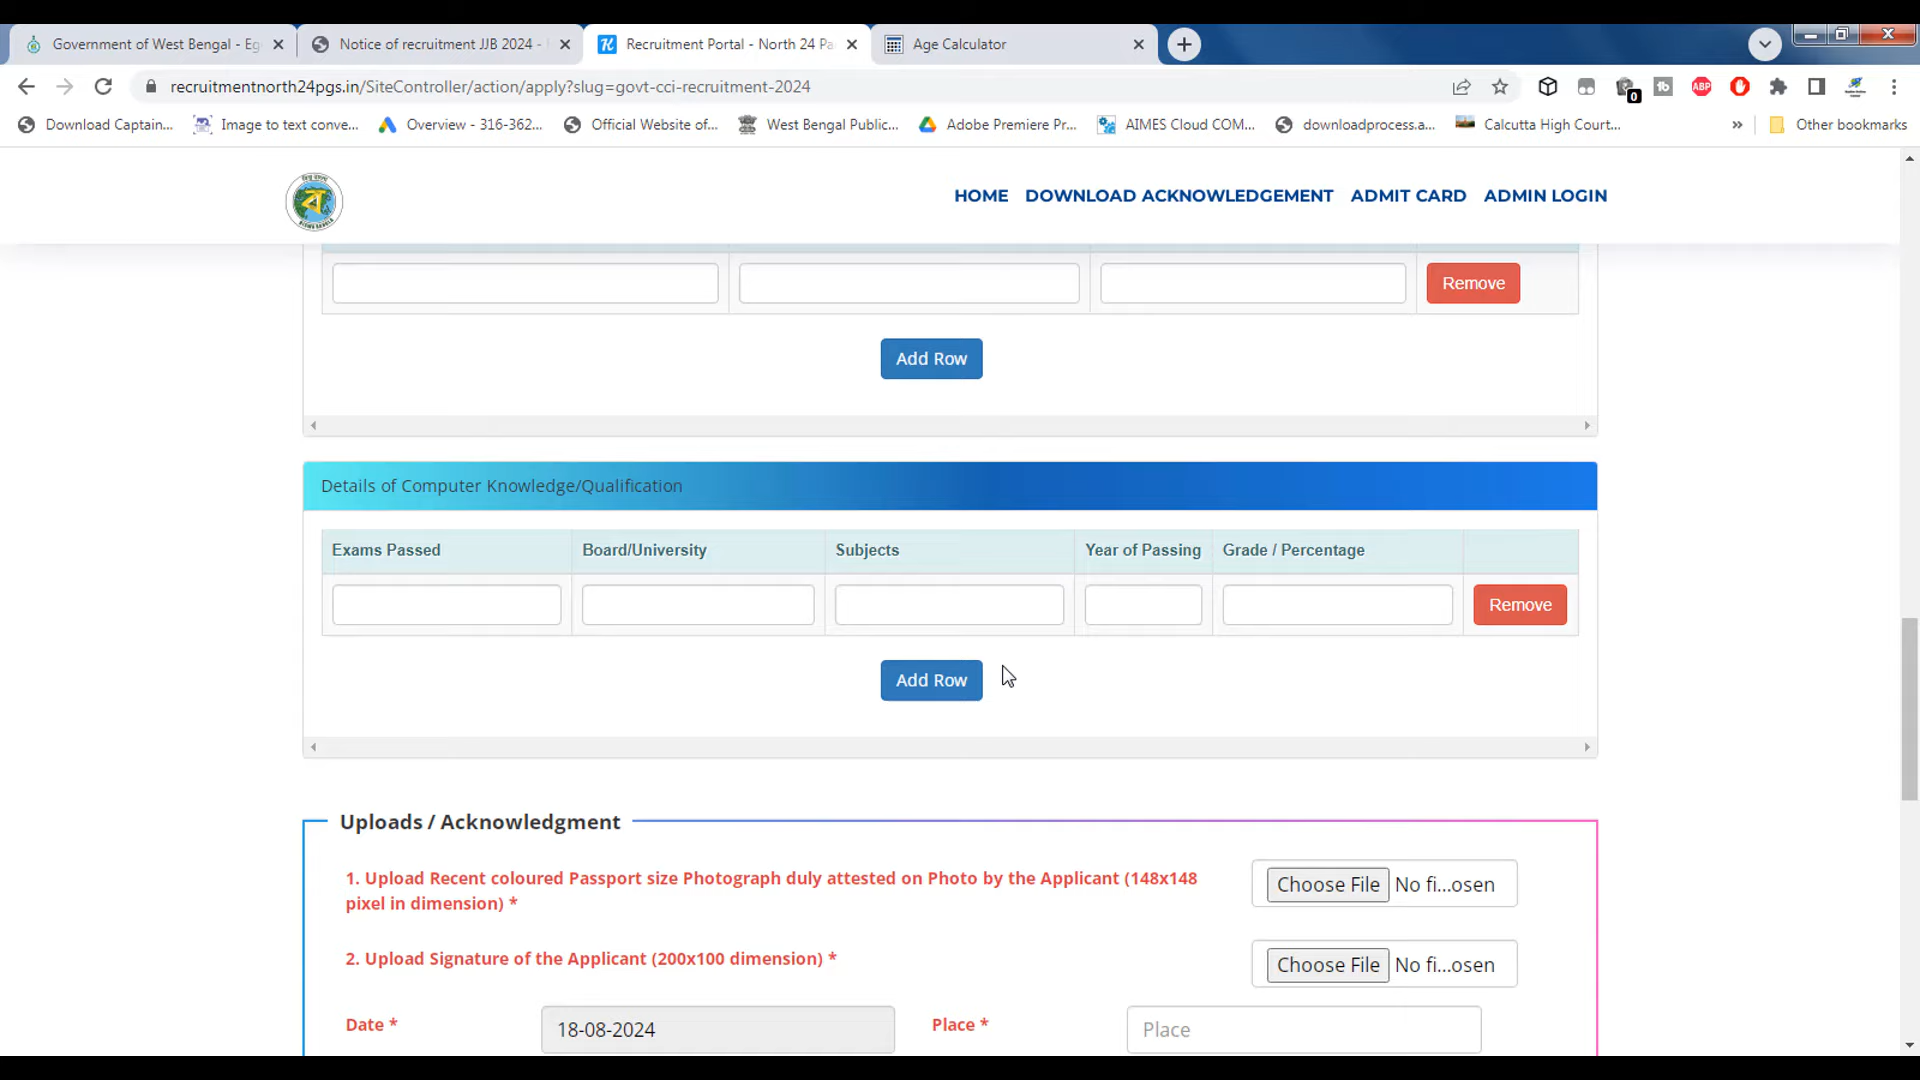 Government of West Bengal - Eg
Notice of recruitment JJB 2024 -
Recruitment Portal - North 24 Pa
Age Calculator
recruitmentnorth24pgs.in/SiteController/action/apply?slug=govt-cci-recruitment-2024
0
ABP
Download Captain...
Image to text conve...
Overview - 316-362...
Official Website of...
West Bengal Public...
Adobe Premiere Pr...
AIMES Cloud COM...
downloadprocess.a...
Calcutta High Court...
»
Other bookmarks
HOME
DOWNLOAD ACKNOWLEDGEMENT
ADMIT CARD
ADMIN LOGIN
Remove
Add Row
Details of Computer Knowledge/Qualification
Exams Passed
Board/University
Subjects
Year of Passing
Grade / Percentage
Remove
Add Row
Uploads / Acknowledgment
1. Upload Recent coloured Passport size Photograph duly attested on Photo by the Applicant (148x148
pixel in dimension) *
Choose File No fi...osen
2. Upload Signature of the Applicant (200x100 dimension) *
Choose File No fi...osen
Date *
18-08-2024
Place *
Place